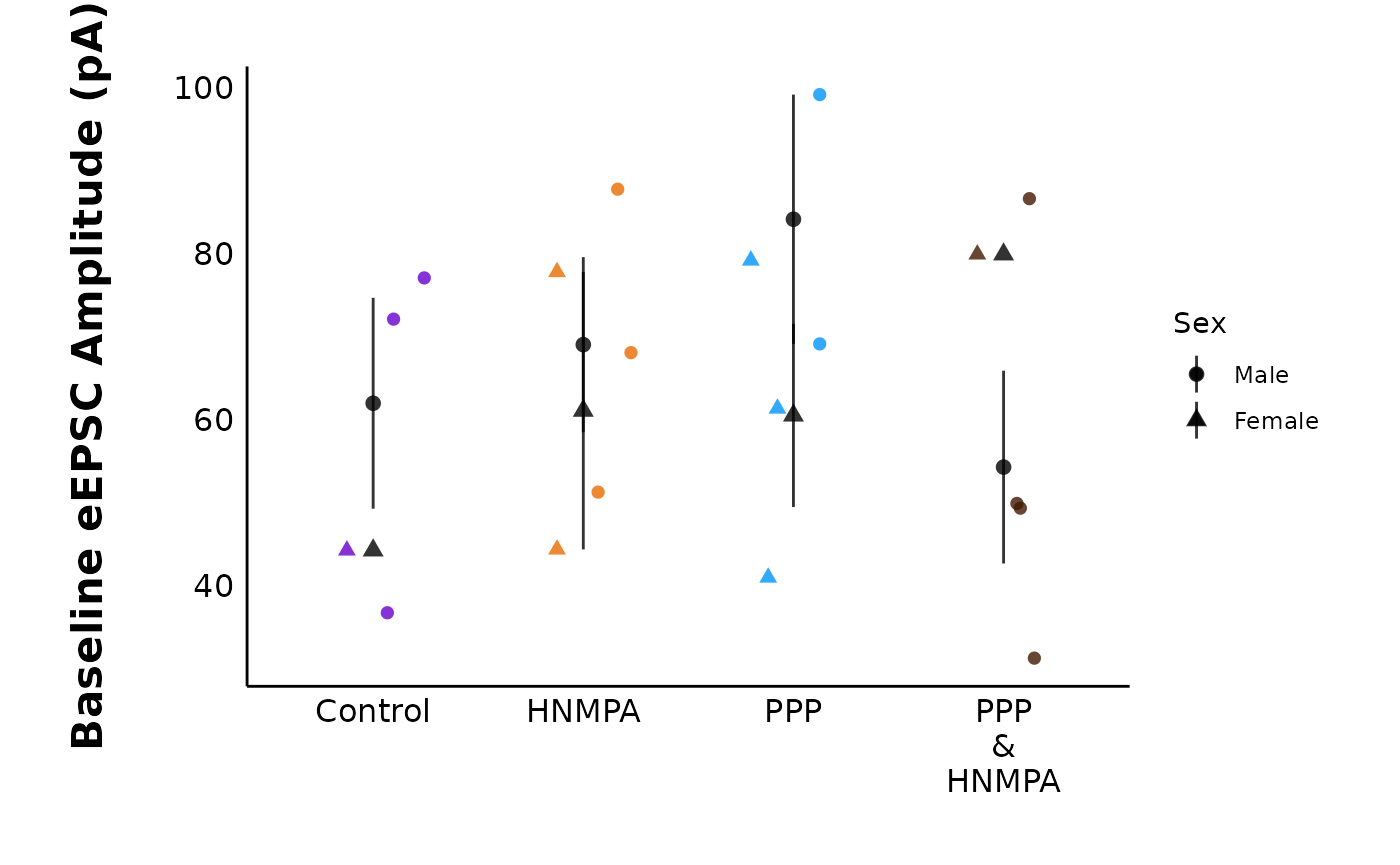 Baseline eEPSC Amplitude (pA)
100
80
60
40
Control
HNMPA
PPP
PPP
&
HNMPA
Sex
Male
Female